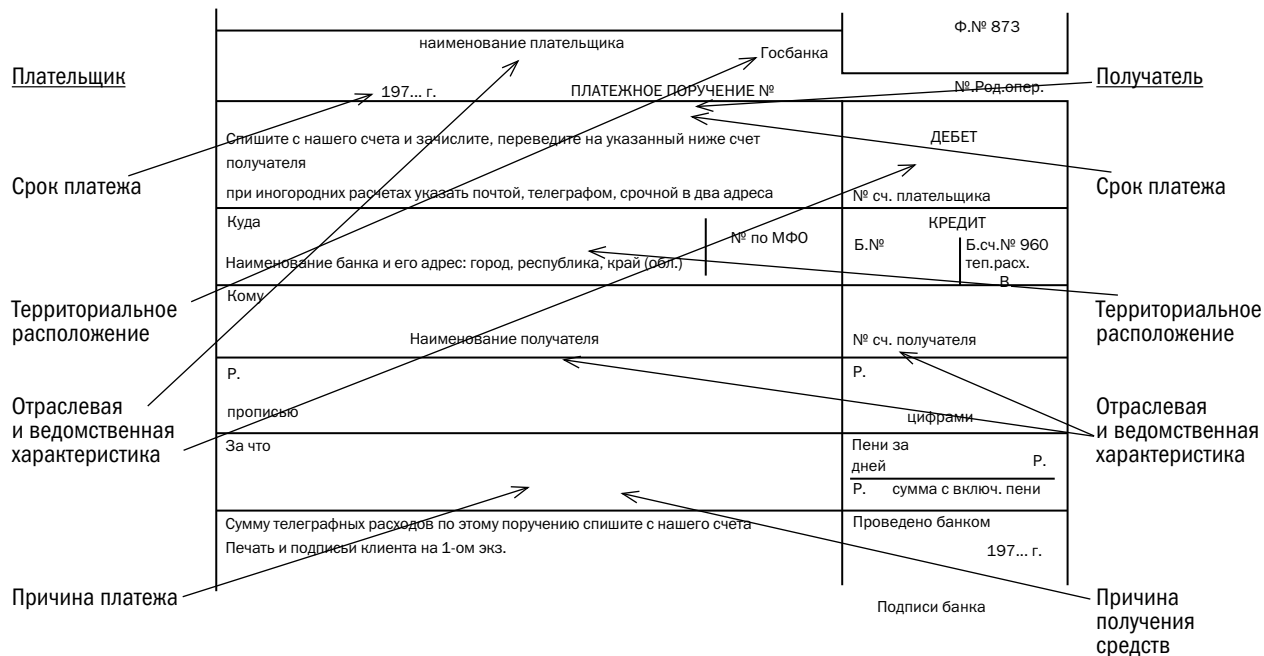 Ф.№ 873
наименование плательщика
Госбанка
Плательщик
Получатель
197... г.
ПЛАТЕЖНОЕ ПОРУЧЕНИЕ №
№.Род.опер.
Спишите с нашего счета и зачислите, переведите на указанный ниже счет
получателя
при иногородних расчетах указать почтой, телеграфом, срочной в два адреса
ДЕБЕТ
№ сч. плательщика
Срок платежа
Срок платежа
Куда
№ по МФО
Наименование банка и его адрес: город, республика, край (обл.)
КРЕДИТ
Б.№
Б.сч.№ 960
теп.расх.
В
Территориальное
расположение
Территориальное
расположение
Кому
Наименование получателя
№ сч. получателя
Р.
прописью
Р.
цифрами
Отраслевая
и ведомственная
характеристика
Отраслевая
и ведомственная
характеристика
За что
Пени за
дней
Р.
Р.
сумма с включ. пени
Сумму телеграфных расходов по этому поручению спишите с нашего счета
Печать и подписьи клиента на 1-ом экз.
Проведено банком
197... г.
Причина платежа
Подписи банка
Причина
получения
средств